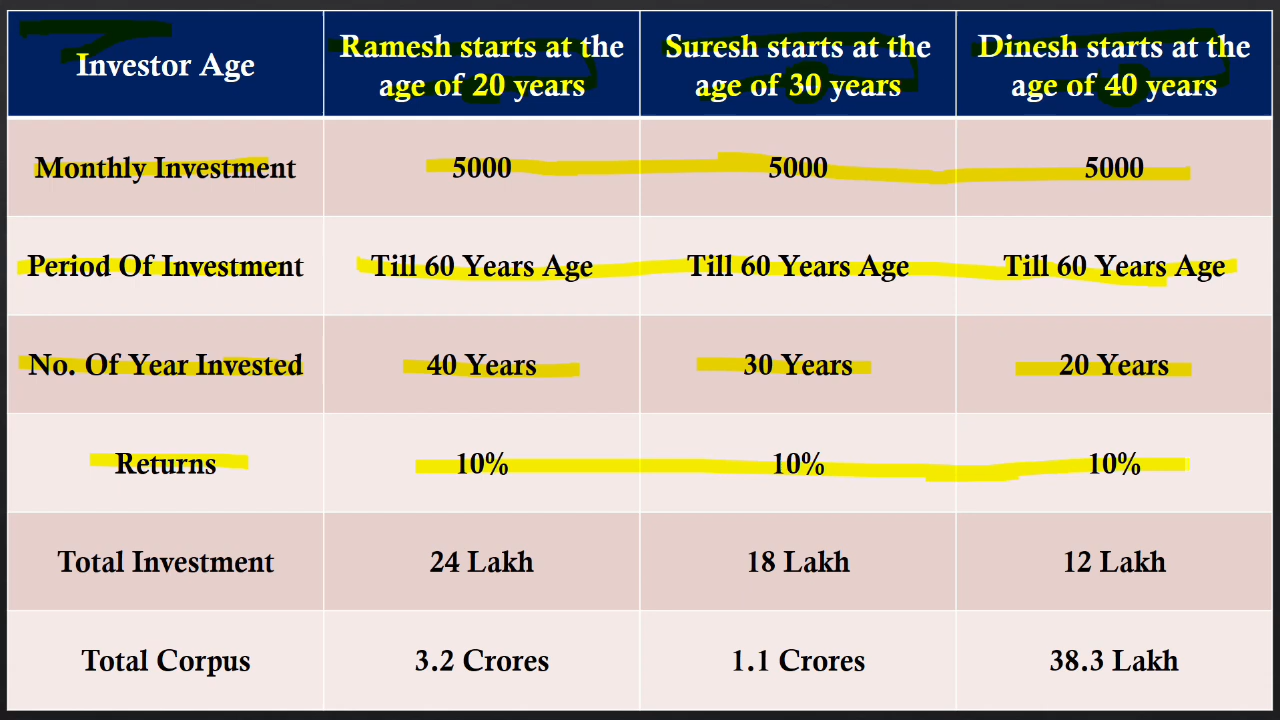 Investor Age
Ramesh starts at the
age of 20 years
Suresh starts at the
age of 30 years
Dinesh starts at the
age of 40 years
Monthly Investment 5000 5000 5000
Period Of Investment Till 60 Years Age Till 60 Years Age Till 60 Years Age
No. Of Year Invested 40 Years 30 Years 20 Years
Returns 10% 10% 10%
Total Investment 24 Lakh 18 Lakh 12 Lakh
Total Corpus 3.2 Crores 1.1 Crores 38.3 Lakh